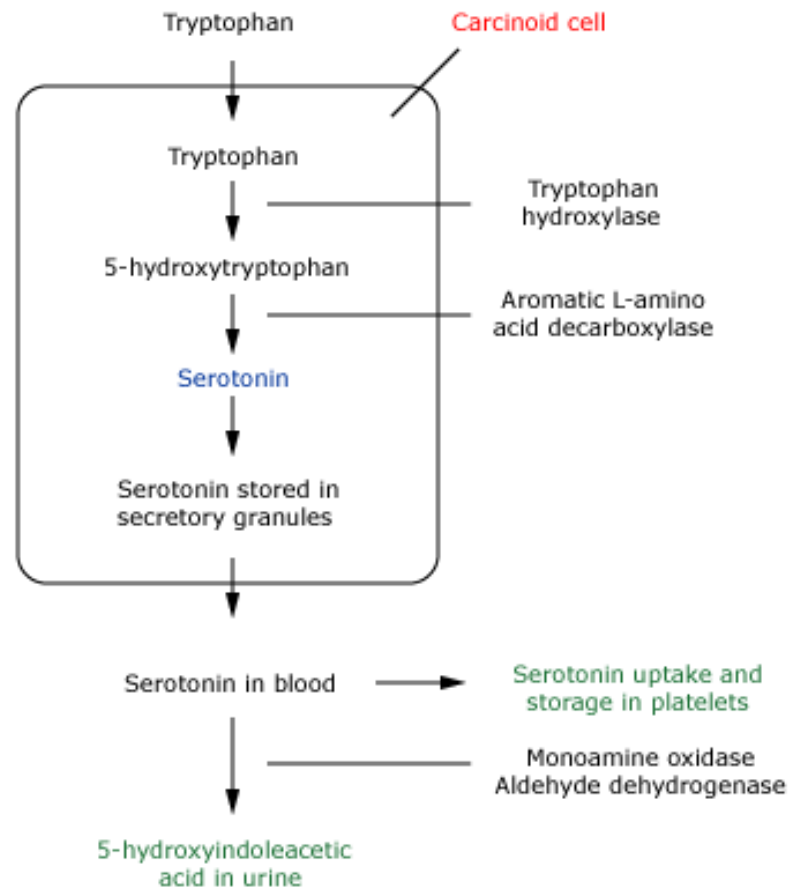 Tryptophan
Carcinoid cell
Tryptophan
Tryptophan
hydroxylase
5-hydroxytryptophan
Aromatic L-amino
acid decarboxylase
Serotonin
Serotonin stored in
secretory granules
Serotonin in blood
Serotonin uptake and
storage in platelets
Monoamine oxidase
Aldehyde dehydrogenase
5-hydroxyindoleacetic
acid in urine